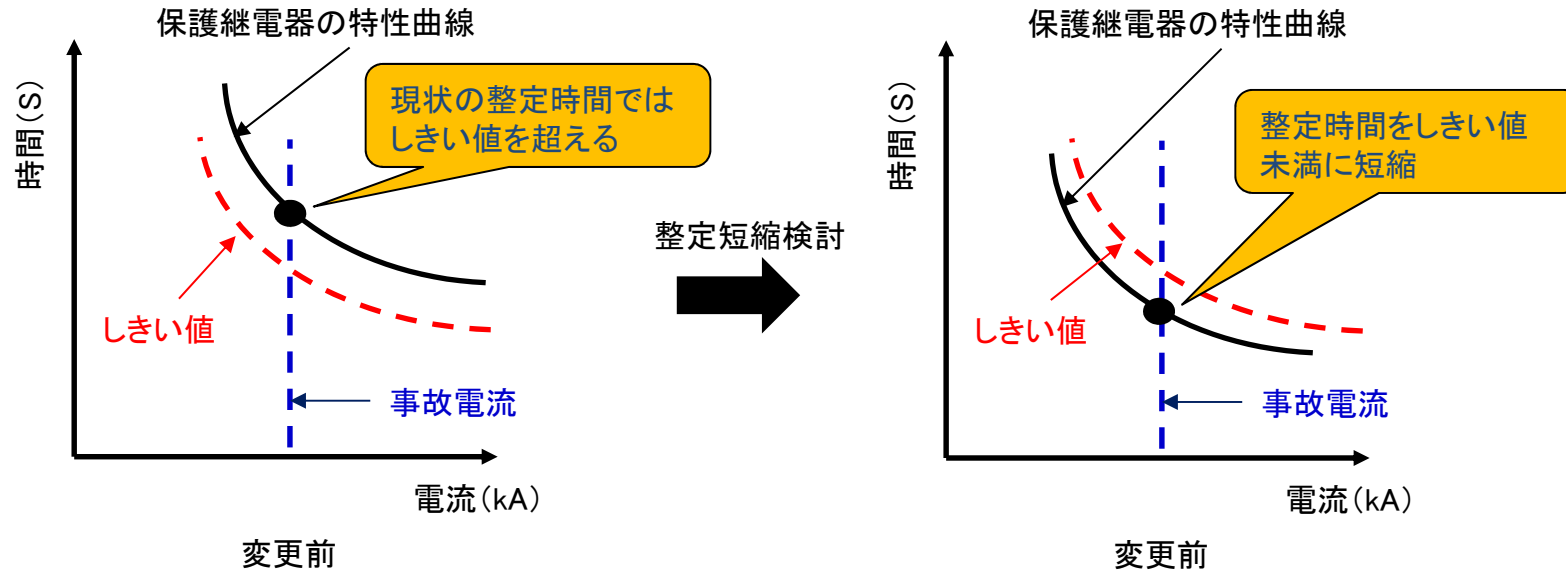 保護継電器の特性曲線
時間(S)
現状の整定時間では
しきい値を超える
しきい値
事故電流
電流(kA)
変更前
整定短縮検討
保護継電器の特性曲線
時間(S)
整定時間をしきい値
未満に短縮
しきい値
事故電流
電流(kA)
変更前